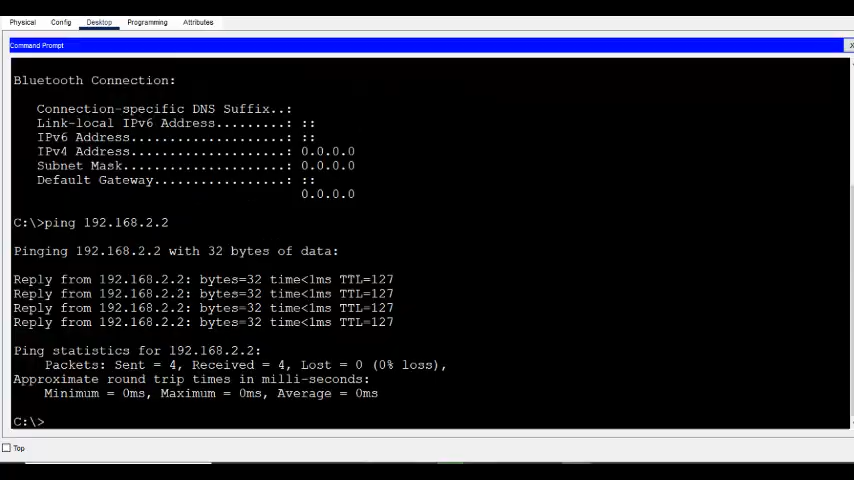 Physical Config Desktop Programming Attributes
Command Prompt X
Bluetooth Connection:
Connection-specific DNS Suffix..:
Link-local IPv6 Address.........: ::
IPv6 Address....................: ::
IPv4 Address....................: 0.0.0.0
Subnet Mask.....................: 0.0.0.0
Default Gateway.................: ::
0.0.0.0
C:\>ping 192.168.2.2
Pinging 192.168.2.2 with 32 bytes of data:
Reply from 192.168.2.2: bytes=32 time<1ms TTL=127
Reply from 192.168.2.2: bytes=32 time<1ms TTL=127
Reply from 192.168.2.2: bytes=32 time<1ms TTL=127
Reply from 192.168.2.2: bytes=32 time<1ms TTL=127
Ping statistics for 192.168.2.2:
Packets: Sent = 4, Received = 4, Lost = 0 (0% loss),
Approximate round trip times in milli-seconds:
Minimum = 0ms, Maximum = 0ms, Average = 0ms
C:\>
Top